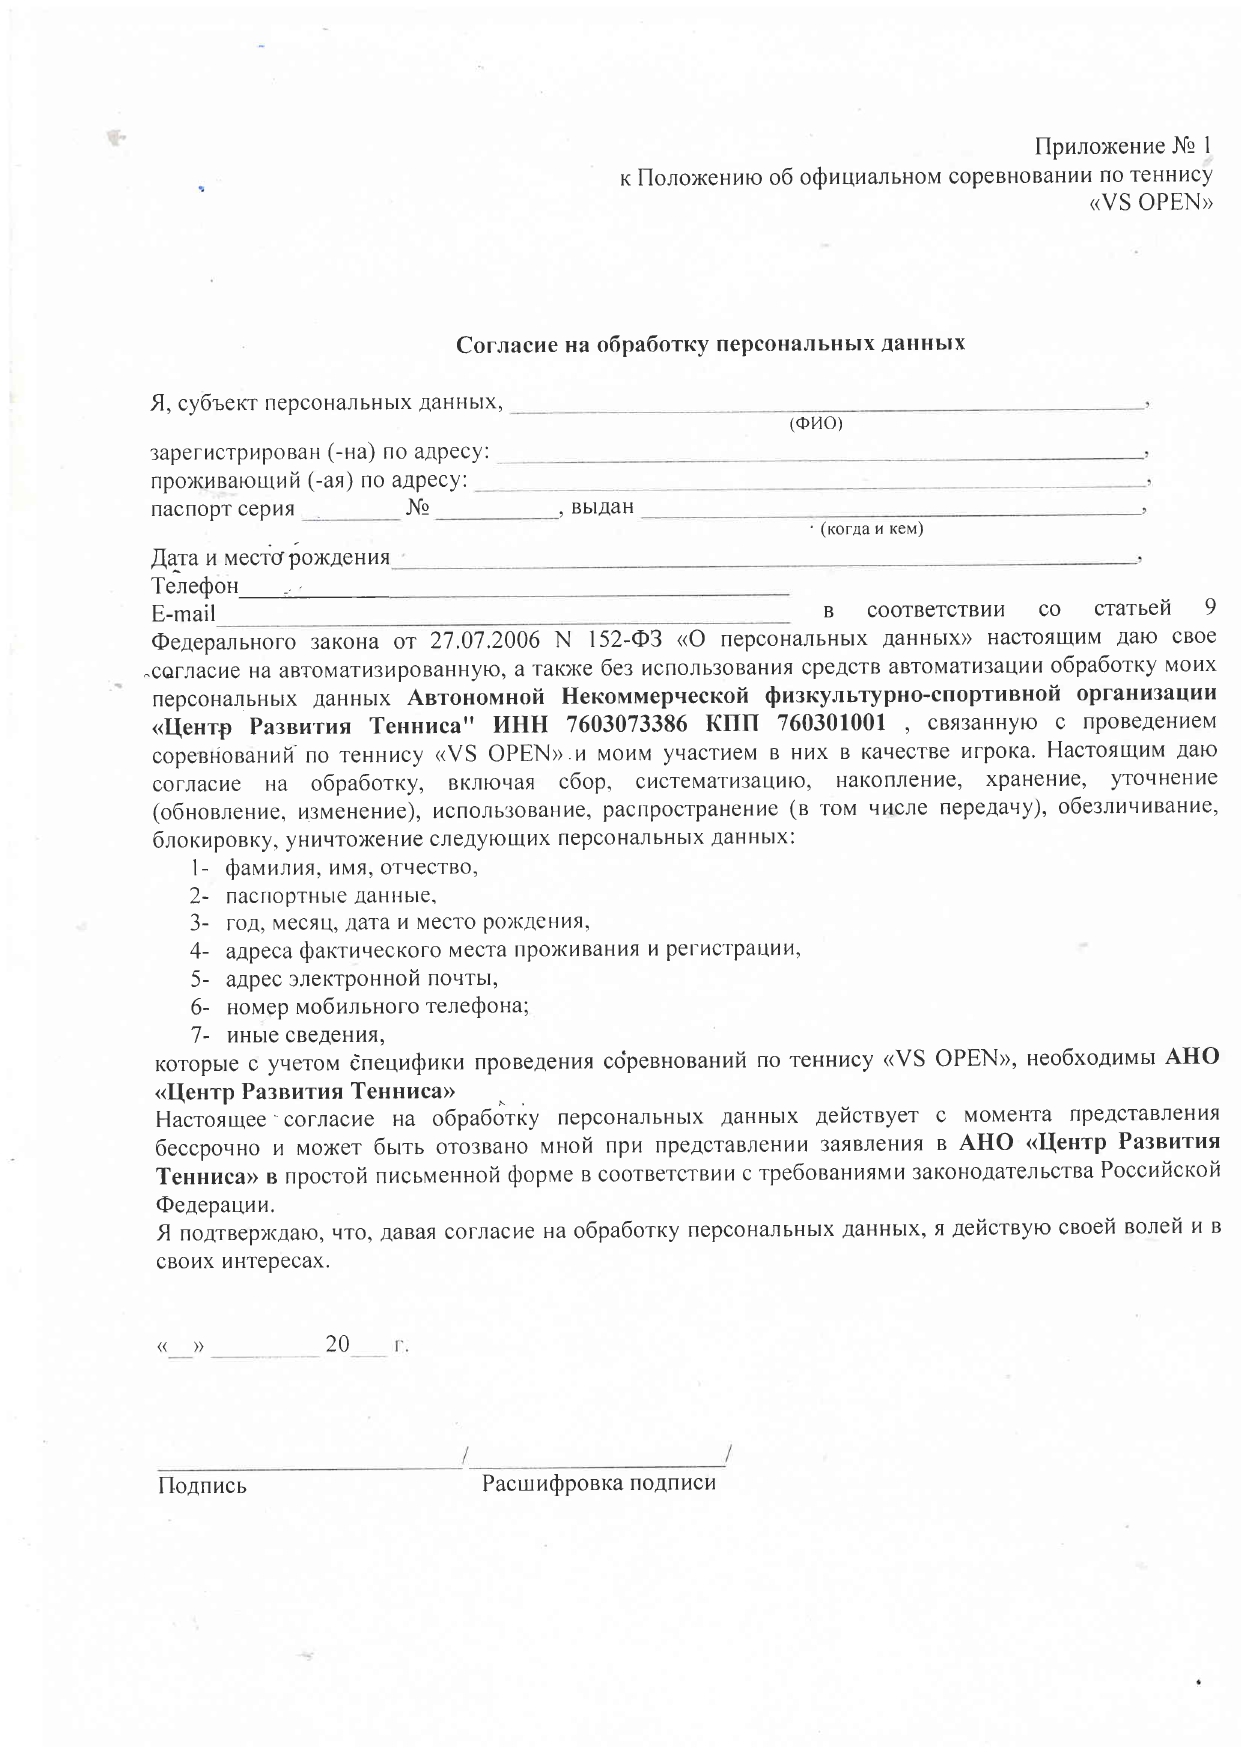 Приложение № 1
к Положению об официальном соревновании по теннису
«VS OPEN»
Согласие на обработку персональных данных
Я, субъект персональных данных, ____________________,
(ФИО)
зарегистрирован (-на) по адресу: ____________________,
проживающий (-ая) по адресу: ____________________,
паспорт серия ________ № __________, выдан ____________________,
(когда и кем)
Дата и место рождения____________________,
Телефон____________________
E-mail____________________ в соответствии со статьей 9
Федерального закона от 27.07.2006 N 152-ФЗ «О персональных данных» настоящим даю свое
согласие на автоматизированную, а также без использования средств автоматизации обработку моих
персональных данных Автономной Некоммерческой физкультурно-спортивной организации
«Центр Развития Тенниса" ИНН 7603073386 КПП 760301001 , связанную с проведением
соревнований по теннису «VS OPEN» и моим участием в них в качестве игрока. Настоящим даю
согласие на обработку, включая сбор, систематизацию, накопление, хранение, уточнение
(обновление, изменение), использование, распространение (в том числе передачу), обезличивание,
блокировку, уничтожение следующих персональных данных:
1- фамилия, имя, отчество,
2- паспортные данные,
3- год, месяц, дата и место рождения,
4- адреса фактического места проживания и регистрации,
5- адрес электронной почты,
6- номер мобильного телефона;
7- иные сведения,
которые с учетом специфики проведения соревнований по теннису «VS OPEN», необходимы АНО
«Центр Развития Тенниса»
Настоящее согласие на обработку персональных данных действует с момента представления
бессрочно и может быть отозвано мной при представлении заявления в АНО «Центр Развития
Тенниса» в простой письменной форме в соответствии с требованиями законодательства Российской
Федерации.
Я подтверждаю, что, давая согласие на обработку персональных данных, я действую своей волей и в
своих интересах.
«__» _________ 20___ г.
____________________/____________________/
Подпись Расшифровка подписи